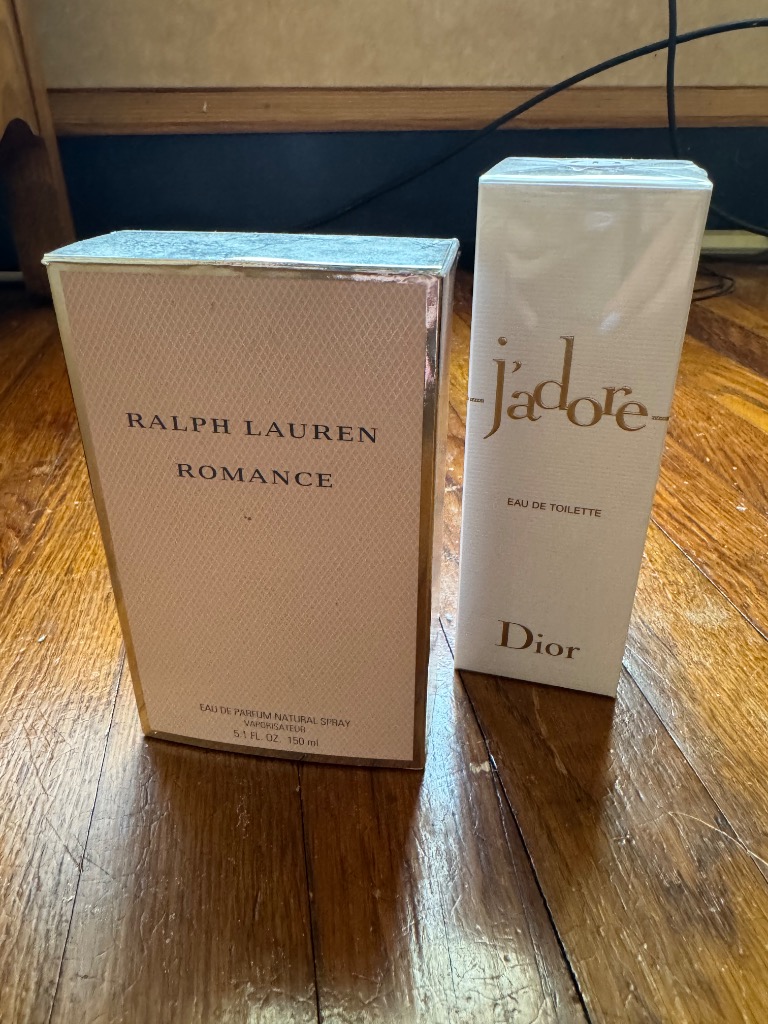 RALPH LAUREN
ROMANCE
EAU DE PARFUM NATURAL SPRAY
VAPORISATEUR
5.1 FL. OZ. 150 ml
j'adore
EAU DE TOILETTE
Dior